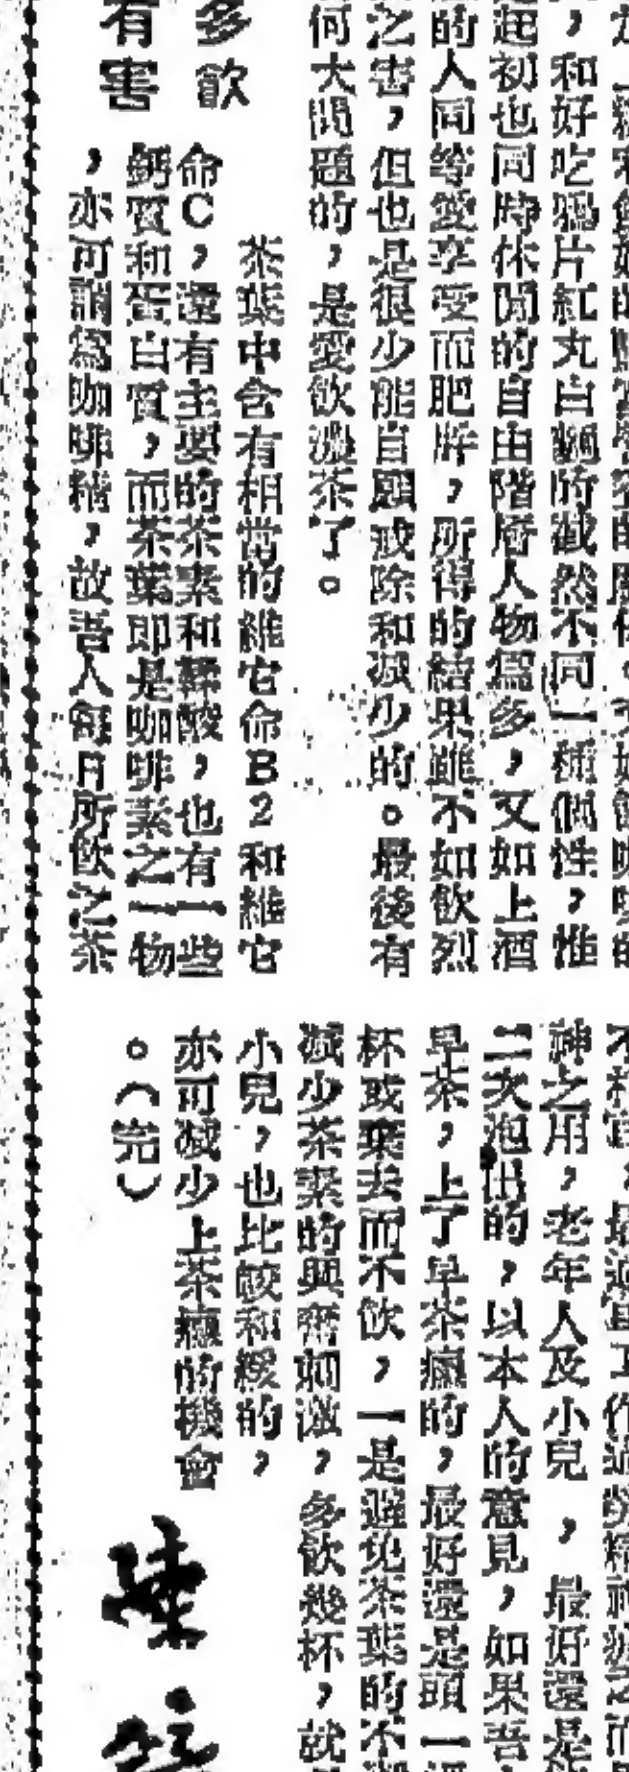 ，和好吃鴉片紅丸白麵的截然不同一種個性，惟
起初也同時休閒的自由階層人物爲多，又如上酒
的人同等愛享受而肥胖，所得的結果雖不如飲烈
之害，但也是很少能自願戒除和減少的。最後有
何大問題的，是愛飲濃茶了。
多飲
有害
茶葉中含有相當的維它命B2和維它
命C，還有主要的茶素和鞣酸，也有一些
鈣質和蛋白質，而茶葉即是咖啡素之一物
，亦可謂爲咖啡精，故吾人每日所飲之茶
神之用，老年人及小兒，最好還是
二次泡出的，以本人的意見，如果吾
早茶，上了早茶癮的，最好還是頭一
杯或棄去而不飲，一是避免茶葉的不
減少茶素的興奮刺激，多飲幾杯，就
小兒，也比較和緩的，
亦可減少上茶癮的機會
。（完）